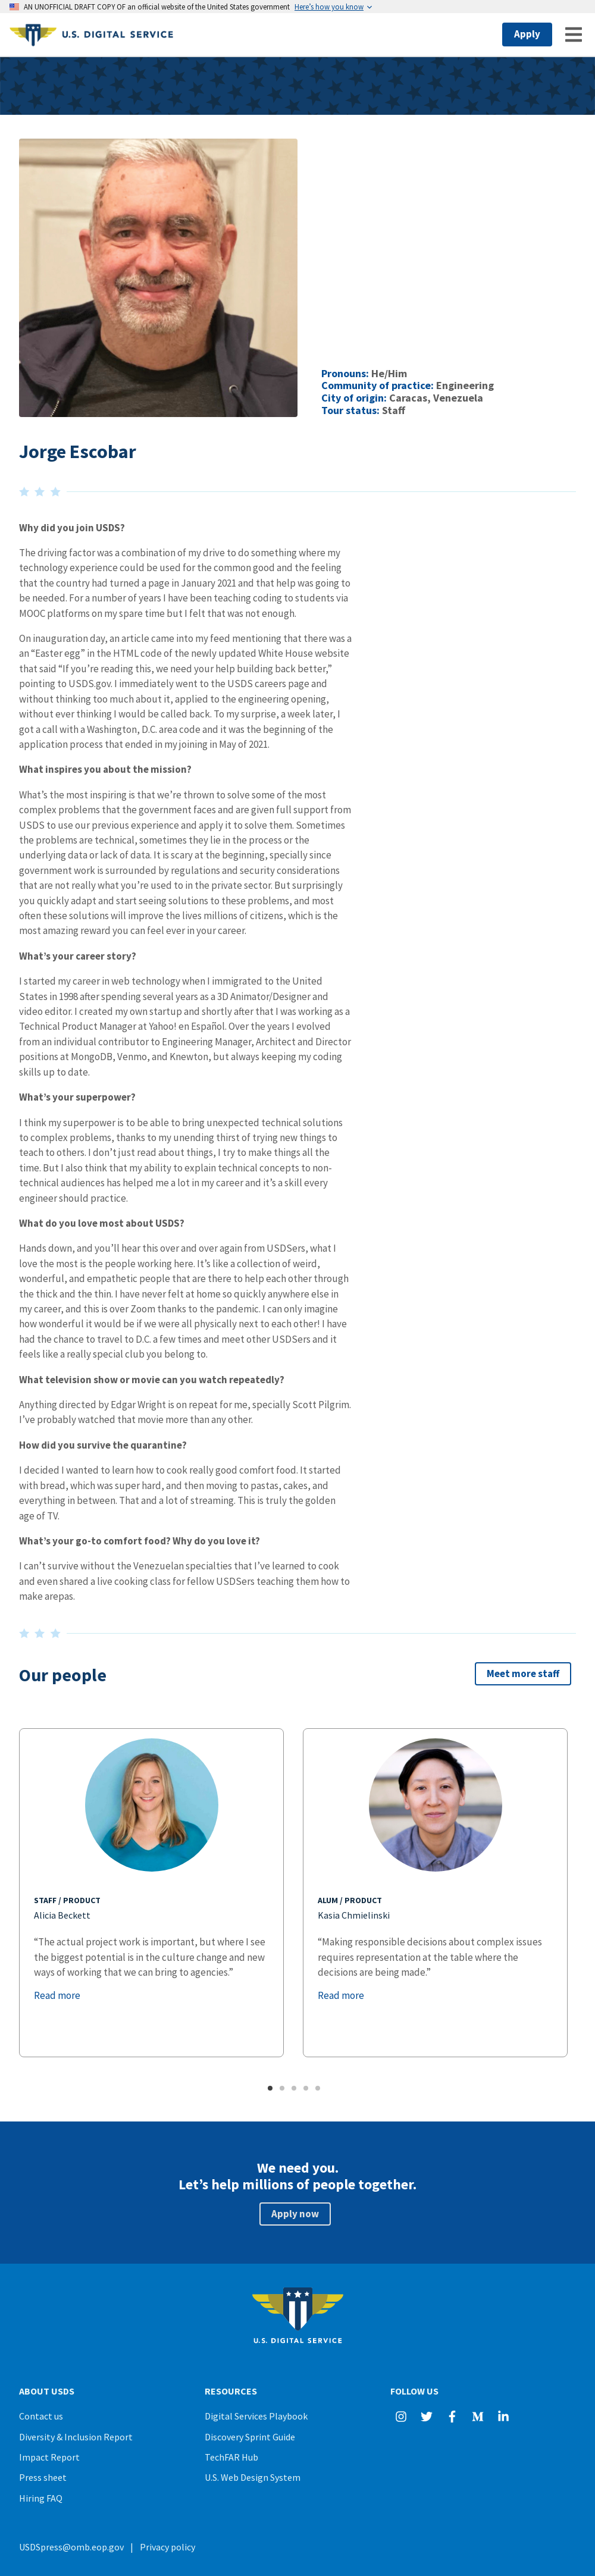 AN UNOFFICIAL DRAFT COPY OF an official website of the United States government Here's how you know
U.S. DIGITAL SERVICE
Apply
Pronouns: He/Him
Community of practice: Engineering
City of origin: Caracas, Venezuela
Tour status: Staff
Jorge Escobar
Why did you join USDS?
The driving factor was a combination of my drive to do something where my
technology experience could be used for the common good and the feeling
that the country had turned a page in January 2021 and that help was going to
be needed. For a number of years I have been teaching coding to students via
MOOC platforms on my spare time but I felt that was not enough.
On inauguration day, an article came into my feed mentioning that there was a
an “Easter egg” in the HTML code of the newly updated White House website
that said “If you’re reading this, we need your help building back better,”
pointing to USDS.gov. I immediately went to the USDS careers page and
without thinking too much about it, applied to the engineering opening,
without ever thinking I would be called back. To my surprise, a week later, I
got a call with a Washington, D.C. area code and it was the beginning of the
application process that ended in my joining in May of 2021.
What inspires you about the mission?
What’s the most inspiring is that we’re thrown to solve some of the most
complex problems that the government faces and are given full support from
USDS to use our previous experience and apply it to solve them. Sometimes
the problems are technical, sometimes they lie in the process or the
underlying data or lack of data. It is scary at the beginning, specially since
government work is surrounded by regulations and security considerations
that are not really what you’re used to in the private sector. But surprisingly
you quickly adapt and start seeing solutions to these problems, and most
often these solutions will improve the lives millions of citizens, which is the
most amazing reward you can feel ever in your career.
What’s your career story?
I started my career in web technology when I immigrated to the United
States in 1998 after spending several years as a 3D Animator/Designer and
video editor. I created my own startup and shortly after that I was working as a
Technical Product Manager at Yahoo! en Español. Over the years I evolved
from an individual contributor to Engineering Manager, Architect and Director
positions at MongoDB, Venmo, and Knewton, but always keeping my coding
skills up to date.
What’s your superpower?
I think my superpower is to be able to bring unexpected technical solutions
to complex problems, thanks to my unending thirst of trying new things to
teach to others. I don’t just read about things, I try to make things all the
time. But I also think that my ability to explain technical concepts to non-
technical audiences has helped me a lot in my career and it’s a skill every
engineer should practice.
What do you love most about USDS?
Hands down, and you’ll hear this over and over again from USDSers, what I
love the most is the people working here. It’s like a collection of weird,
wonderful, and empathetic people that are there to help each other through
the thick and the thin. I have never felt at home so quickly anywhere else in
my career, and this is over Zoom thanks to the pandemic. I can only imagine
how wonderful it would be if we were all physically next to each other! I have
had the chance to travel to D.C. a few times and meet other USDSers and it
feels like a really special club you belong to.
What television show or movie can you watch repeatedly?
Anything directed by Edgar Wright is on repeat for me, specially Scott Pilgrim.
I’ve probably watched that movie more than any other.
How did you survive the quarantine?
I decided I wanted to learn how to cook really good comfort food. It started
with bread, which was super hard, and then moving to pastas, cakes, and
everything in between. That and a lot of streaming. This is truly the golden
age of TV.
What’s your go-to comfort food? Why do you love it?
I can’t survive without the Venezuelan specialties that I’ve learned to cook
and even shared a live cooking class for fellow USDSers teaching them how to
make arepas.
Our people
Meet more staff
STAFF / PRODUCT
Alicia Beckett
“The actual project work is important, but where I see
the biggest potential is in the culture change and new
ways of working that we can bring to agencies.”
Read more
ALUM / PRODUCT
Kasia Chmielinski
“Making responsible decisions about complex issues
requires representation at the table where the
decisions are being made.”
Read more
We need you.
Let’s help millions of people together.
Apply now
U.S. DIGITAL SERVICE
ABOUT USDS
Contact us
Diversity & Inclusion Report
Impact Report
Press sheet
Hiring FAQ
RESOURCES
Digital Services Playbook
Discovery Sprint Guide
TechFAR Hub
U.S. Web Design System
FOLLOW US
USDSpress@omb.eop.gov | Privacy policy